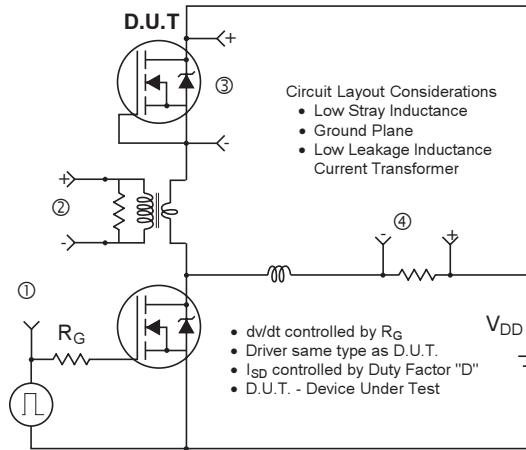 D.U.T
+
③
-
Circuit Layout Considerations
• Low Stray Inductance
• Ground Plane
• Low Leakage Inductance
Current Transformer
+
②
-
④
- +
①
RG
VDD
• dv/dt controlled by RG
• Driver same type as D.U.T.
• ISD controlled by Duty Factor "D"
• D.U.T. - Device Under Test